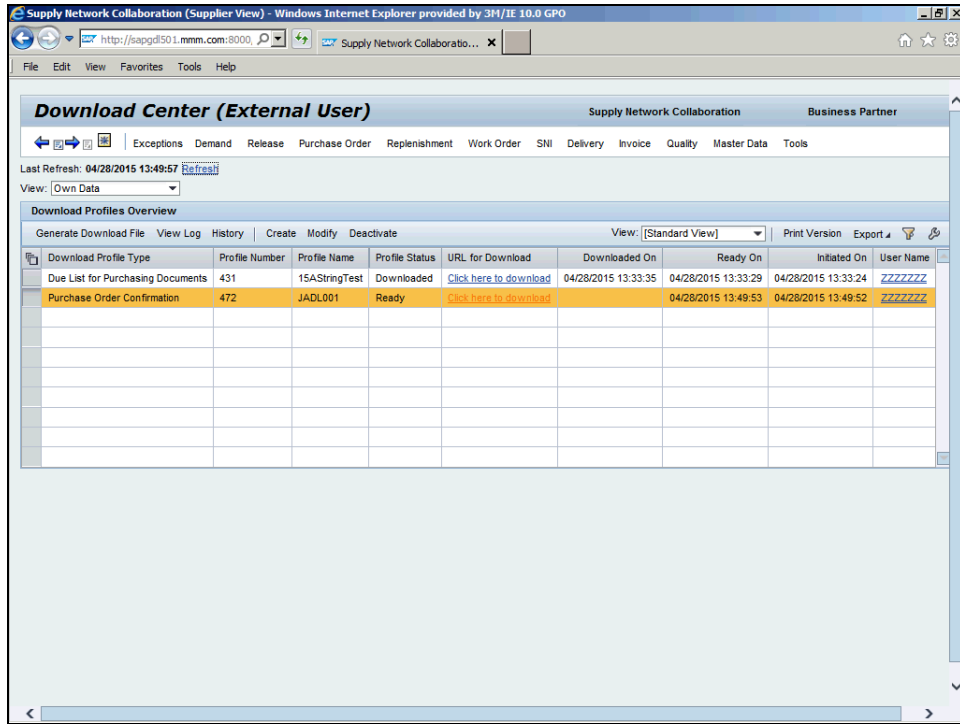 Supply Network Collaboration (Supplier View) - Windows Internet Explorer provided by 3M/IE 10.0 GPO
http://sapgdl501.mmm.com:8000, Supply Network Collaboratio...
File Edit View Favorites Tools Help
Download Center (External User) Supply Network Collaboration Business Partner
Exceptions Demand Release Purchase Order Replenishment Work Order SNI Delivery Invoice Quality Master Data Tools
Last Refresh: 04/28/2015 13:49:57 Refresh
View: Own Data
Download Profiles Overview
Generate Download File View Log History Create Modify Deactivate View: [Standard View] Print Version Export
Download Profile Type Profile Number Profile Name Profile Status URL for Download Downloaded On Ready On Initiated On User Name
Due List for Purchasing Documents 431 15AStringTest Downloaded Click here to download 04/28/2015 13:33:35 04/28/2015 13:33:29 04/28/2015 13:33:24 ZZZZZZZ
Purchase Order Confirmation 472 JADL001 Ready Click here to download 04/28/2015 13:49:53 04/28/2015 13:49:52 ZZZZZZZ